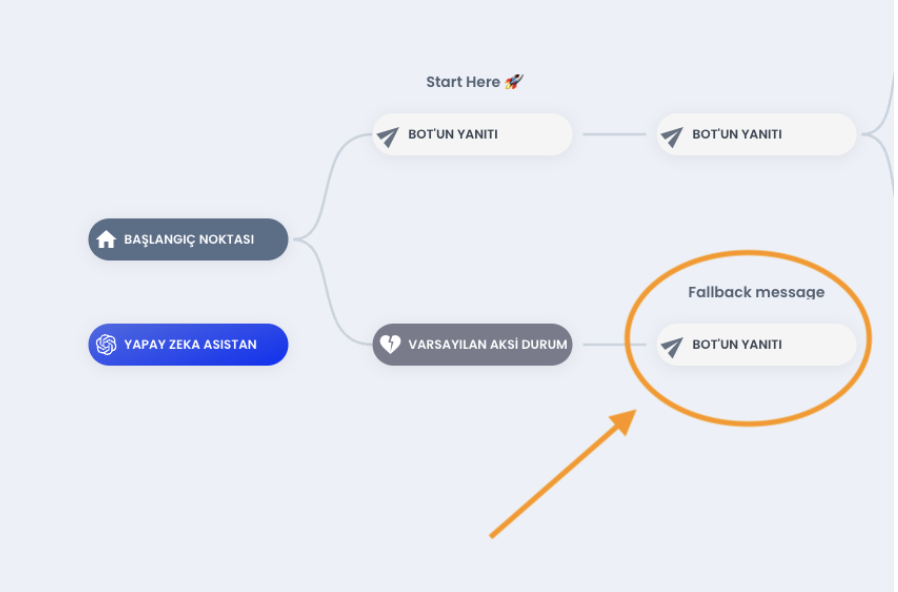 Start Here 🚀
BOT'UN YANITI
BOT'UN YANITI
BAŞLANGIÇ NOKTASI
Fallback message
YAPAY ZEKA ASISTAN
VARSAYILAN AKSİ DURUM
BOT'UN YANITI